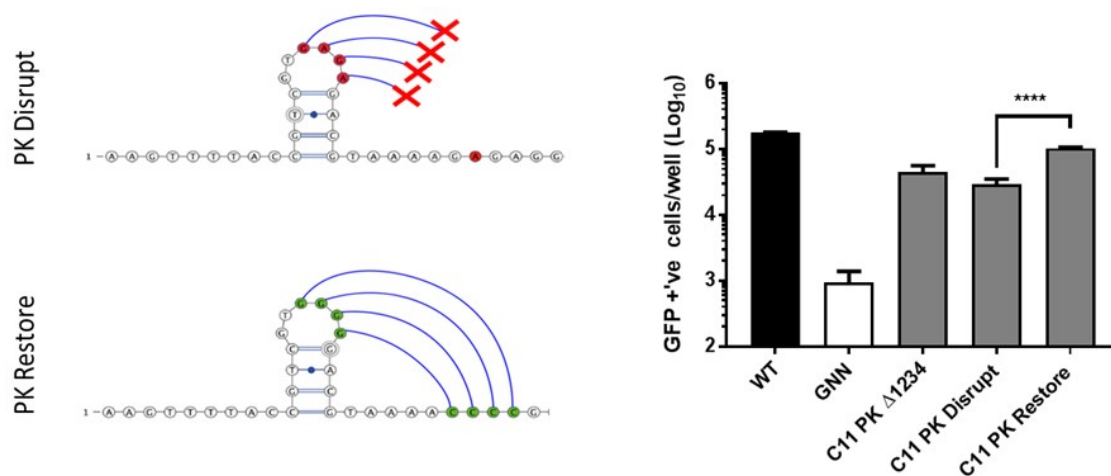 PK Disrupt
G A
T G
G A
C G
T A
G C
1 - A A G T T T T A C C G T A A A A G A G A G G
PK Restore
G G
T G
G G
C G
T A
G C
1 - A A G T T T T A C C G T A A A A C C C C G
GFP +'ve cells/well (Log10)
6
5
4
3
2
****
WT
GNN
C11 PK Δ1234
C11 PK Disrupt
C11 PK Restore